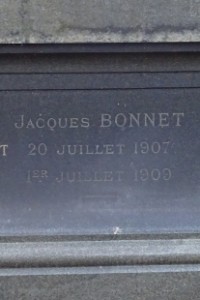 Jacques BONNET
T 20 JUILLET 1907
1ER JUILLET 1909